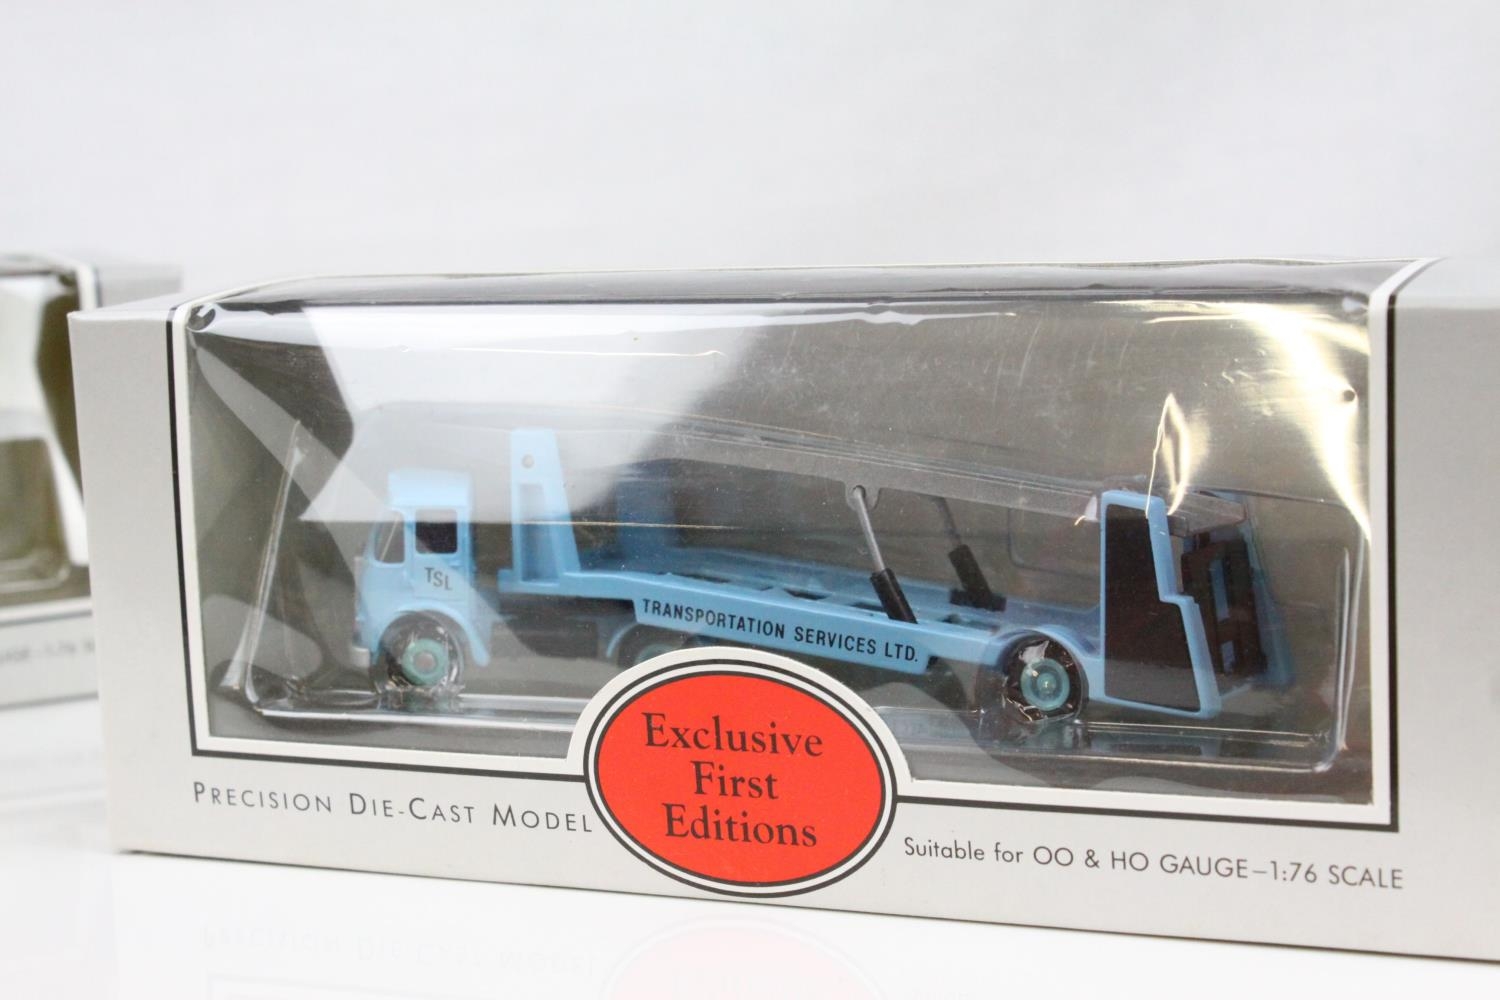 TSL
TRANSPORTATION SERVICES LTD.
Exclusive
First
Editions
PRECISION DIE-CAST MODEL
Suitable for OO & HO GAUGE–1:76 SCALE